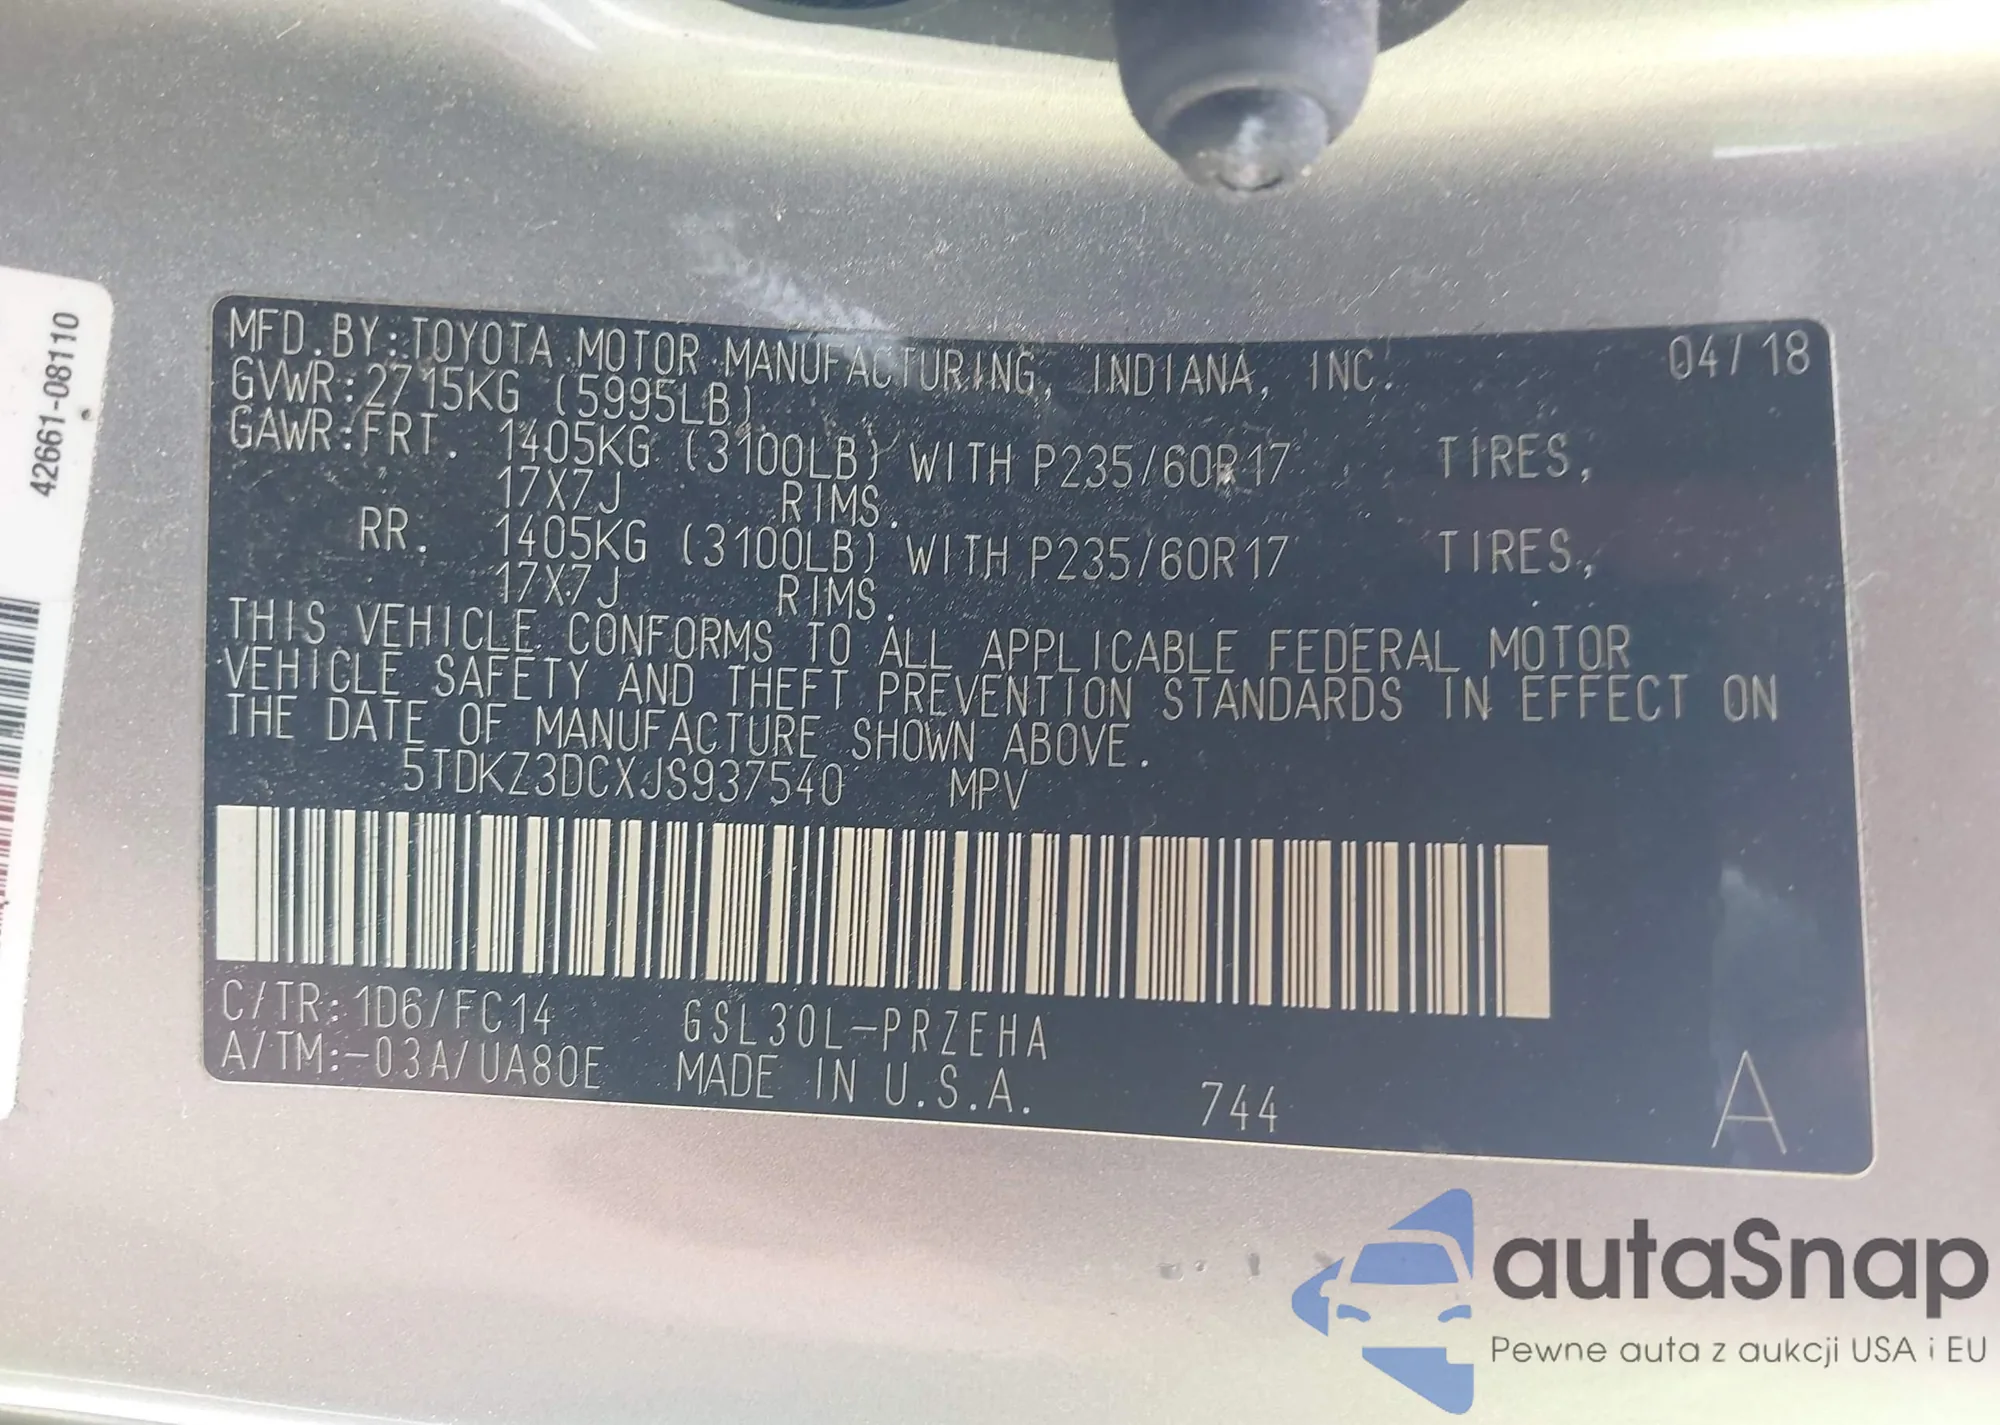 42661-08110
MFD.BY:TOYOTA MOTOR MANUFACTURING, INDIANA, INC. 04/18
GVWR:2715KG (5995LB)
GAWR:FRT. 1405KG (3100LB) WITH P235/60R17 TIRES,
17X7J RIMS.
RR. 1405KG (3100LB) WITH P235/60R17 TIRES,
17X7J RIMS.
THIS VEHICLE CONFORMS TO ALL APPLICABLE FEDERAL MOTOR
VEHICLE SAFETY AND THEFT PREVENTION STANDARDS IN EFFECT ON
THE DATE OF MANUFACTURE SHOWN ABOVE.
5TDKZ3DCXJS937540 MPV
C/TR:1D6/FC14 GSL30L-PRZEHA
A/TM:-03A/UA80E MADE IN U.S.A. 744 A
autaSnap
Pewne auta z aukcji USA i EU